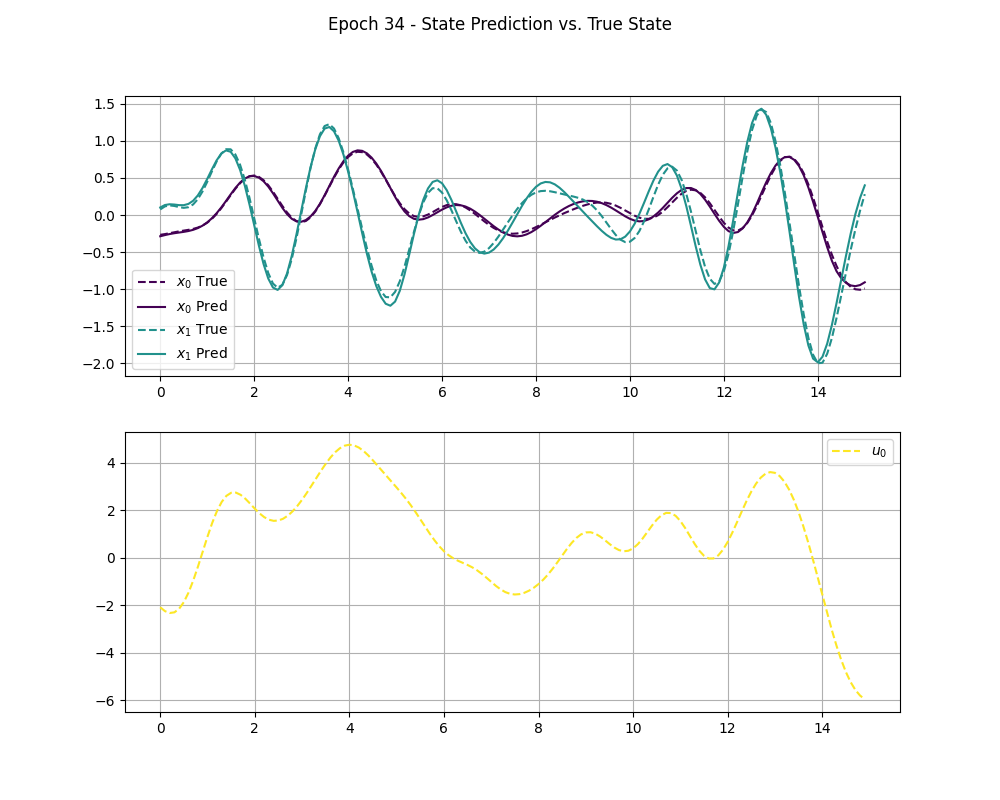 Epoch 34 - State Prediction vs. True State
1.5
1.0
0.5
0.0
−0.5
−1.0
−1.5
−2.0
x₀ True
x₀ Pred
x₁ True
x₁ Pred
0 2 4 6 8 10 12 14
4
2
0
−2
−4
−6
u₀
0 2 4 6 8 10 12 14